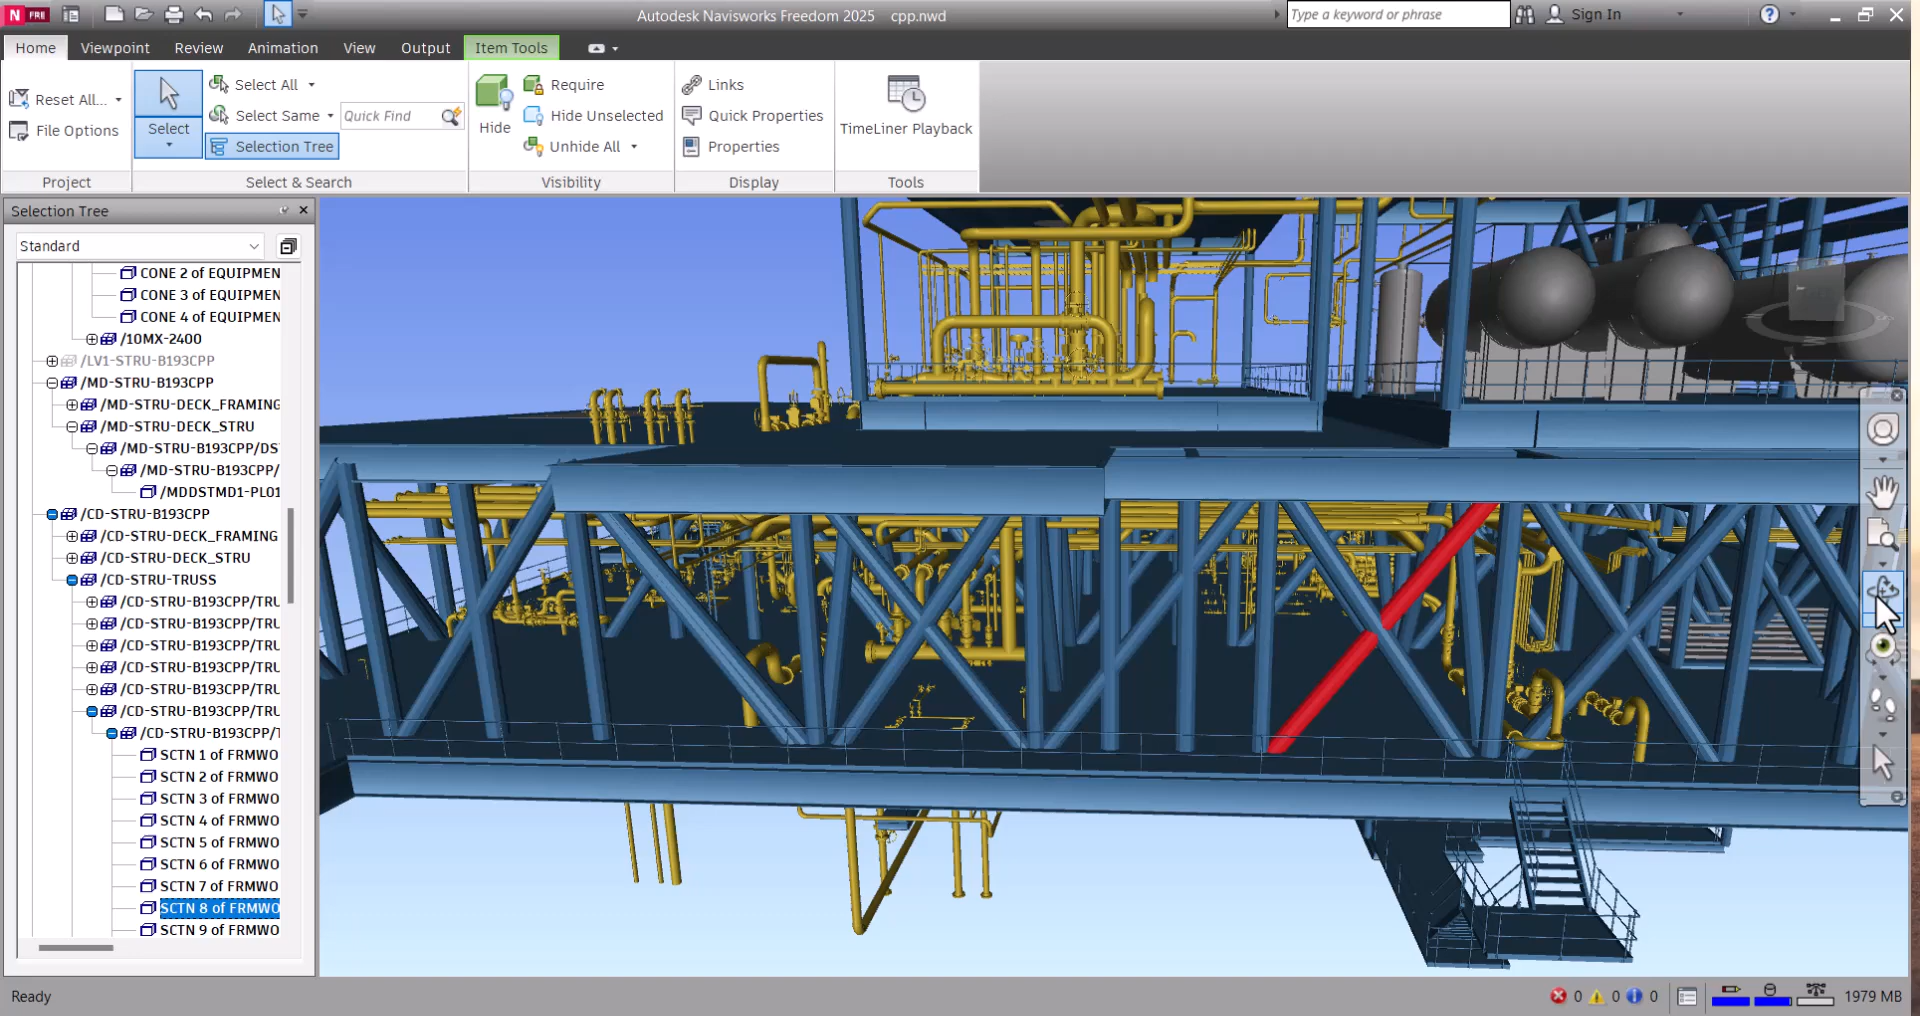 N FRE
Autodesk Navisworks Freedom 2025 cpp.nwd
Type a keyword or phrase
Sign In
Home Viewpoint Review Animation View Output Item Tools
Reset All...
File Options
Project
Select
Select All
Select Same
Quick Find
Selection Tree
Select & Search
Hide
Require
Hide Unselected
Unhide All
Visibility
Links
Quick Properties
Properties
Display
TimeLiner Playback
Tools
Selection Tree
Standard
CONE 2 of EQUIPMEN
CONE 3 of EQUIPMEN
CONE 4 of EQUIPMEN
/10MX-2400
/LV1-STRU-B193CPP
/MD-STRU-B193CPP
/MD-STRU-DECK_FRAMING
/MD-STRU-DECK_STRU
/MD-STRU-B193CPP/DS
/MD-STRU-B193CPP/
/MDDSTMD1-PL01
/CD-STRU-B193CPP
/CD-STRU-DECK_FRAMING
/CD-STRU-DECK_STRU
/CD-STRU-TRUSS
/CD-STRU-B193CPP/TRU
/CD-STRU-B193CPP/TRU
/CD-STRU-B193CPP/TRU
/CD-STRU-B193CPP/TRU
/CD-STRU-B193CPP/TRU
/CD-STRU-B193CPP/TRU
/CD-STRU-B193CPP/T
SCTN 1 of FRMWO
SCTN 2 of FRMWO
SCTN 3 of FRMWO
SCTN 4 of FRMWO
SCTN 5 of FRMWO
SCTN 6 of FRMWO
SCTN 7 of FRMWO
SCTN 8 of FRMWO
SCTN 9 of FRMWO
Ready
0 0 0
1979 MB